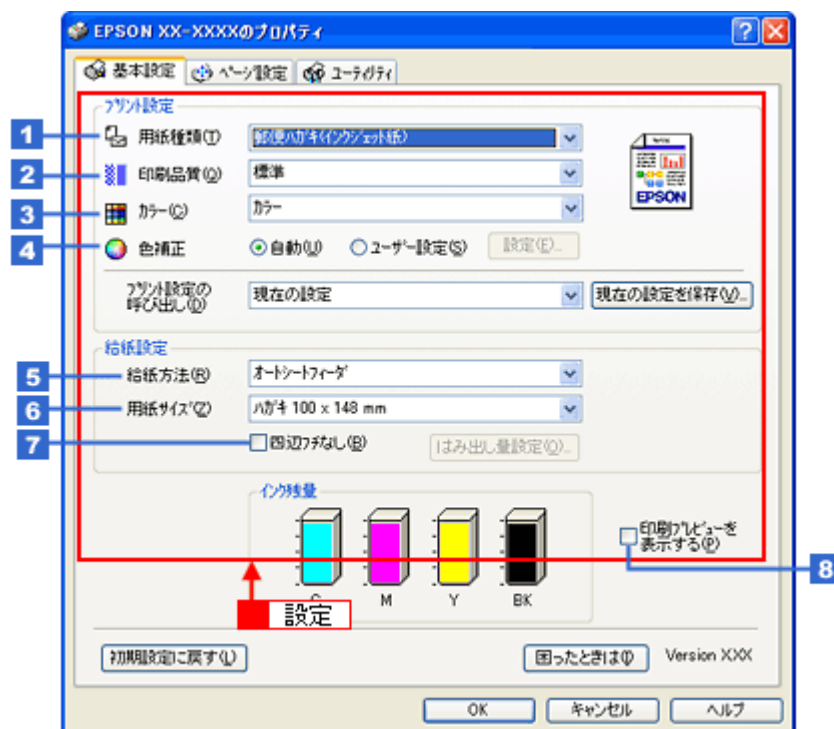 EPSON XX-XXXXのプロパティ
基本設定 ページ設定 ユーティリティ
プリント設定
1 用紙種類(T) 郵便ハガキ(インクジェット紙)
2 印刷品質(Q) 標準
3 カラー(C) カラー
EPSON
4 色補正 自動(U) ユーザー設定(S) 設定(E)...
プリント設定の
呼び出し(D) 現在の設定 現在の設定を保存(V)...
給紙設定
5 給紙方法(R) オートシートフィーダ
6 用紙サイズ(Z) ハガキ 100 x 148 mm
7 四辺フチなし(B) はみ出し量設定(O)...
インク残量
印刷プレビューを
表示する(P)
8
C M Y BK
設定
初期設定に戻す(L) 困ったときは(I) Version XXX
OK キャンセル ヘルプ